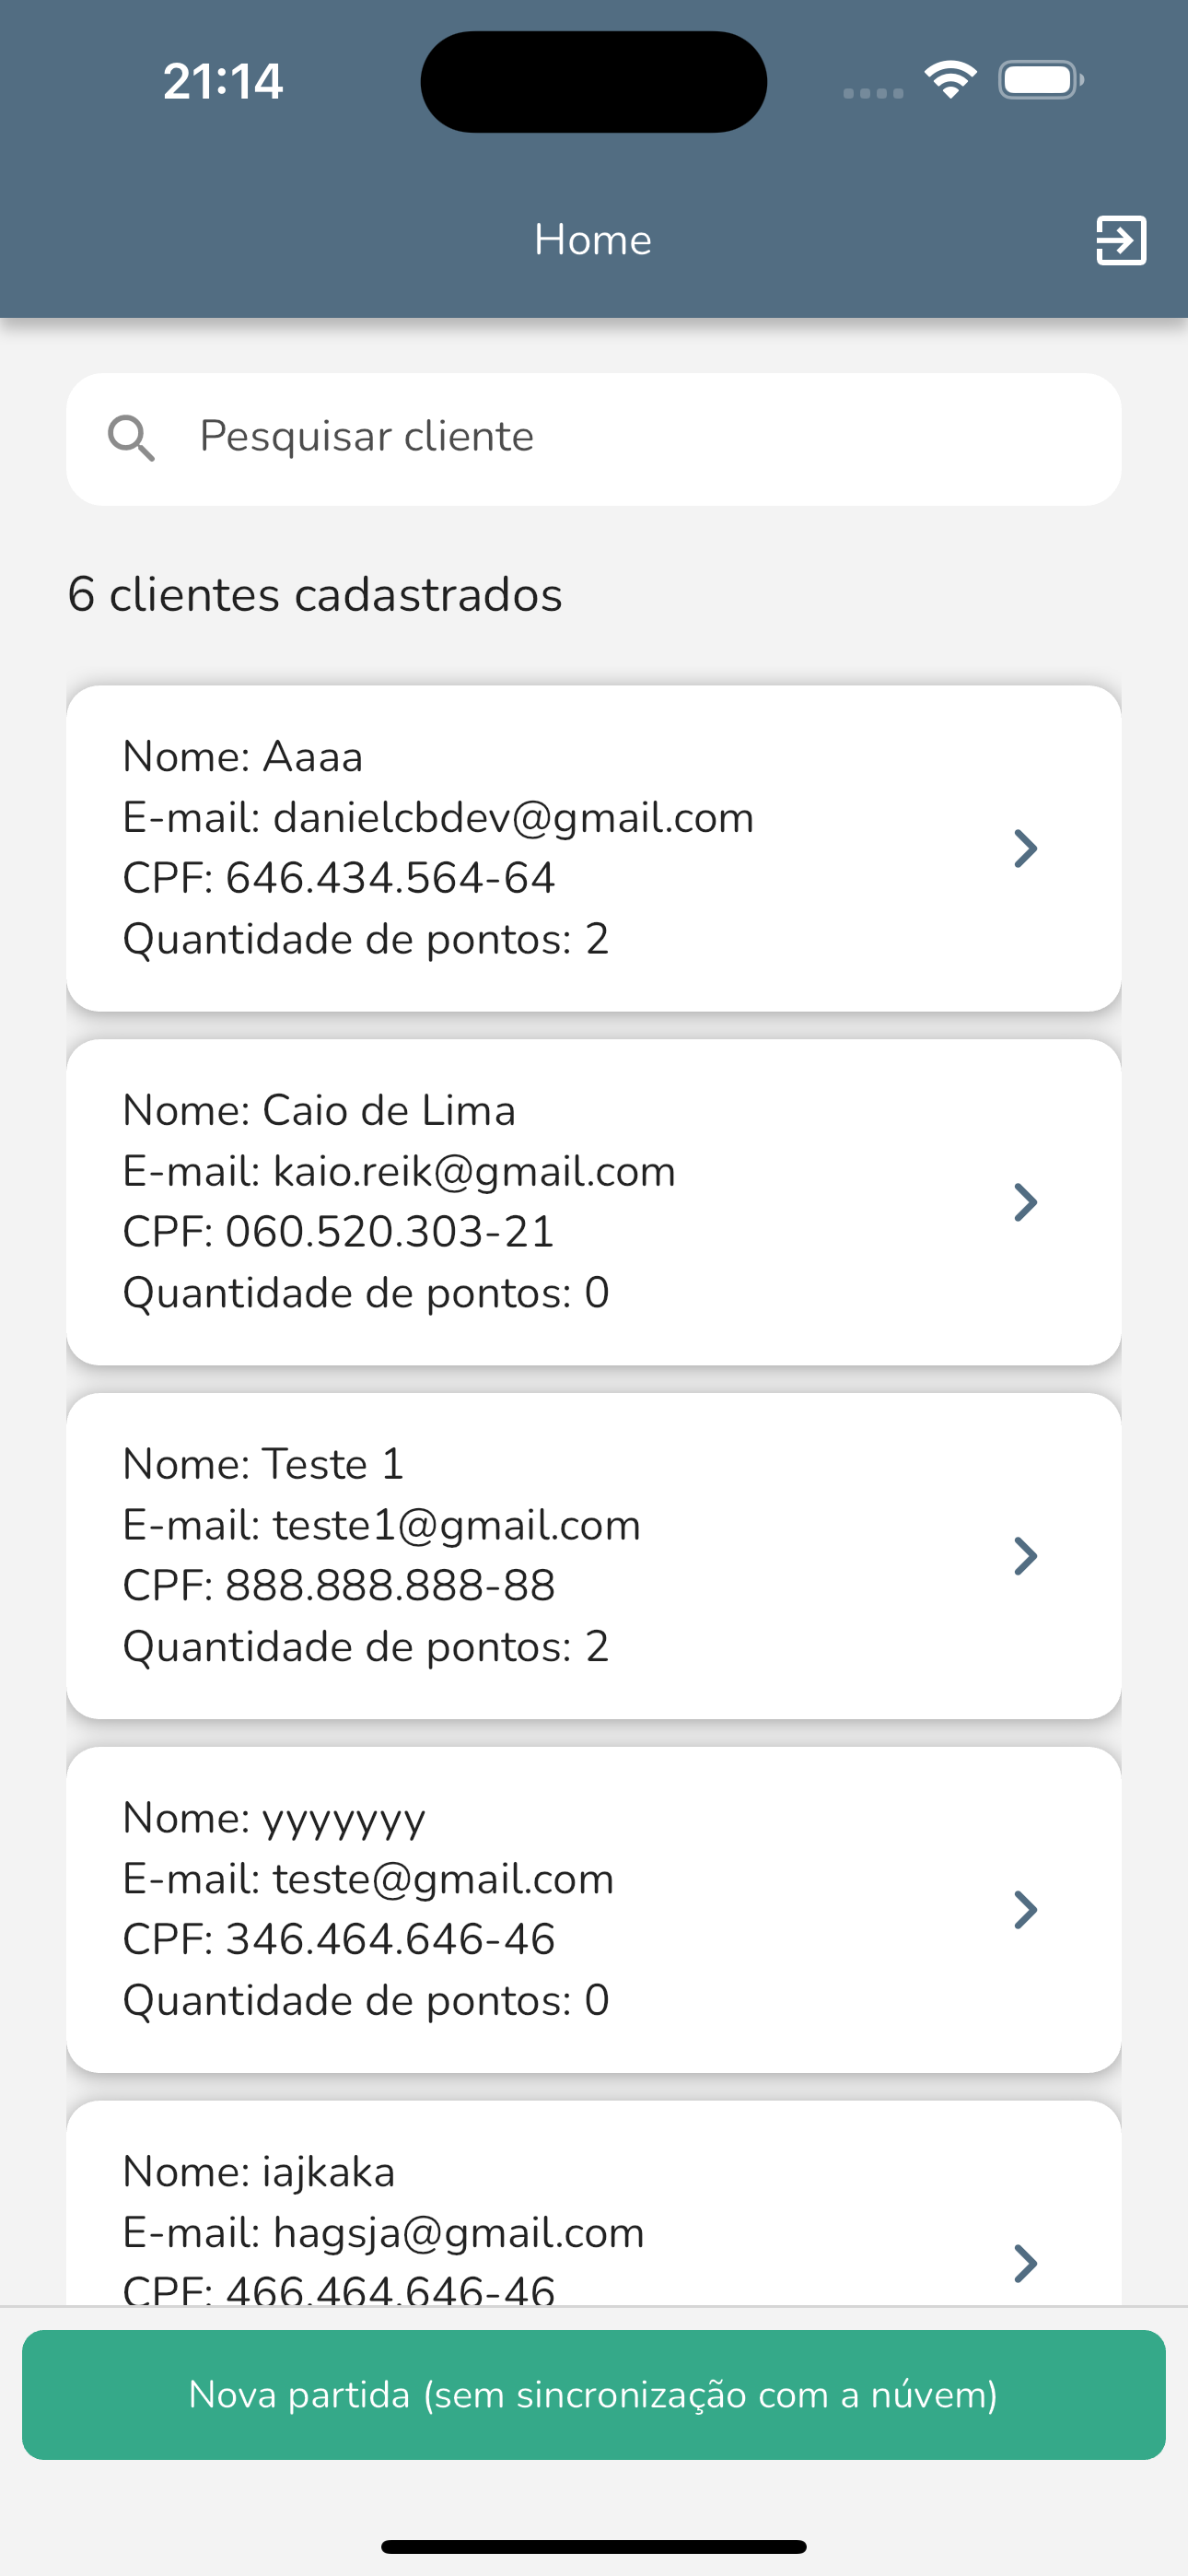 21:14
Home
Pesquisar cliente
6 clientes cadastrados
Nome: Aaaa
E-mail: danielcbdev@gmail.com
CPF: 646.434.564-64
Quantidade de pontos: 2
Nome: Caio de Lima
E-mail: kaio.reik@gmail.com
CPF: 060.520.303-21
Quantidade de pontos: 0
Nome: Teste 1
E-mail: teste1@gmail.com
CPF: 888.888.888-88
Quantidade de pontos: 2
Nome: yyyyyyy
E-mail: teste@gmail.com
CPF: 346.464.646-46
Quantidade de pontos: 0
Nome: iajkaka
E-mail: hagsja@gmail.com
CPF: 466.464.646-46
Nova partida (sem sincronização com a núvem)